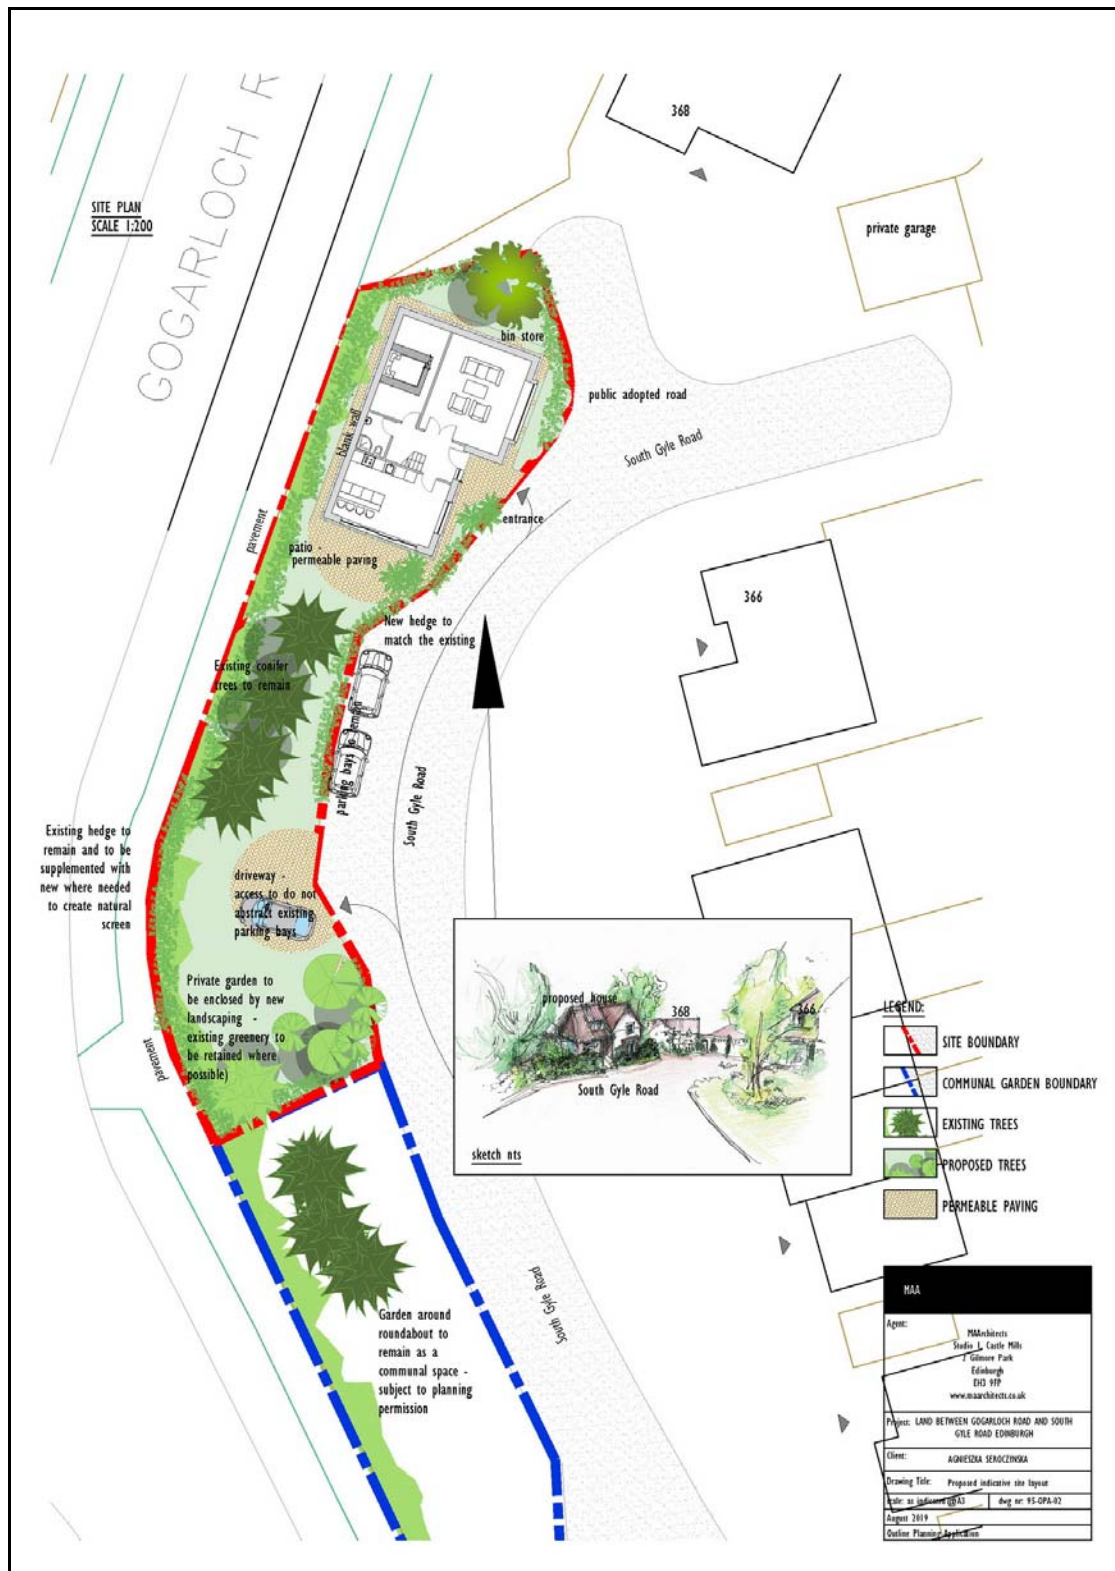 368
GOGARLOCH R
SITE PLAN
SCALE 1:200
private garage
bin store
public adopted road
blank wall
South Gyle Road
entrance
pavement
patio -
permeable paving
366
New hedge to
match the existing
Existing conifer
trees to remain
parking bays to remain
South Gyle Road
Existing hedge to
remain and to be
supplemented with
new where needed
to create natural
screen
driveway -
access to do not
abstract existing
parking bays
Private garden to
be enclosed by new
landscaping -
existing greenery to
be retained where
possible)
pavement
proposed house
368
366
South Gyle Road
sketch nts
LEGEND:
SITE BOUNDARY
COMMUNAL GARDEN BOUNDARY
EXISTING TREES
PROPOSED TREES
PERMEABLE PAVING
South Gyle Road
Garden around
roundabout to
remain as a
communal space -
subject to planning
permission
MAA
Agent:
MAArchitects
Studio 1, Castle Mills
2 Gilmore Park
Edinburgh
EH3 9FP
www.maarchitects.co.uk
Project: LAND BETWEEN GOGARLOCH ROAD AND SOUTH
GYLE ROAD EDINBURGH
Client: AGNIESZKA SEROCZYNSKA
Drawing Title: Proposed indicative site layout
scale: as indicated@A3 dwg nr: 95-OPA-02
August 2019
Outline Planning Application